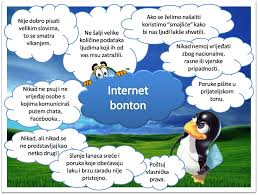 Nije dobro pisati
velikim slovima,
to se smatra
vikanjem.
Ne šalji velike
količine podataka
ljudima koji ih od
vas nisu zatražili.
Ako se želimo našaliti
koristimo "smajliće" kako
bi nas ljudi lakše shvatili.
Nikad nemoj vrijeđati
zbog nacionalne,
rasne ili vjerske
pripadnosti.
Nikad ne psuj i ne
vrijeđaj osobe s
kojima komuniciraš
putem chata,
Facebooka...
Internet
bonton
Poruke pišite u
prijateljskom
tonu.
Nikad, ali nikad se
ne predstavljaj kao
netko drugi!
Slanje lanaca sreće i
poruka koje obećavaju
laku i brzu zaradu nije
pristojno.
Poštuj
vlasnička
prava.